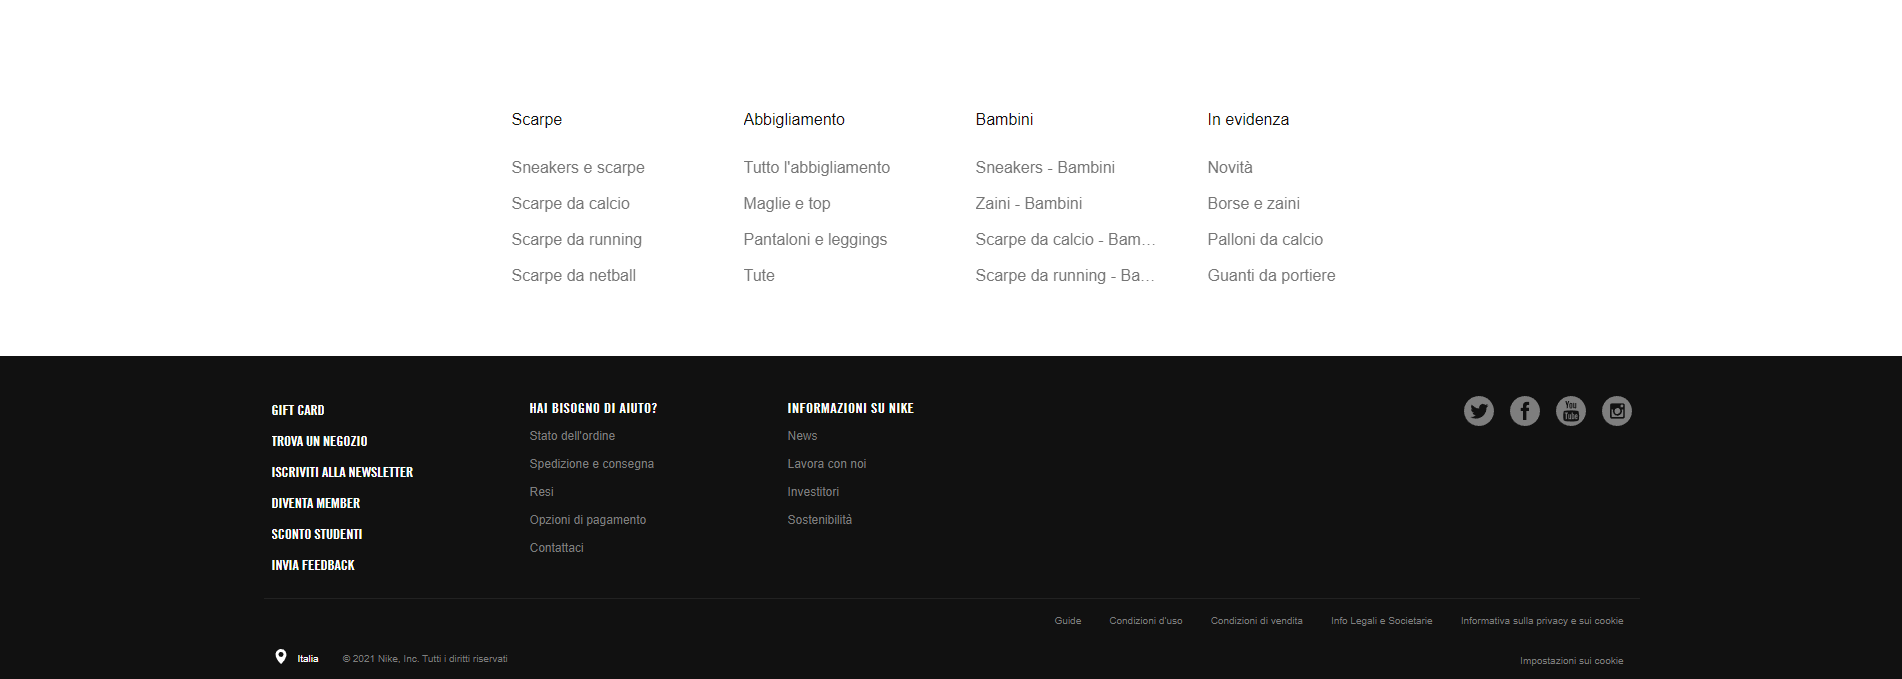 Scarpe
Sneakers e scarpe
Scarpe da calcio
Scarpe da running
Scarpe da netball
Abbigliamento
Tutto l'abbigliamento
Maglie e top
Pantaloni e leggings
Tute
Bambini
Sneakers - Bambini
Zaini - Bambini
Scarpe da calcio - Bam...
Scarpe da running - Ba...
In evidenza
Novità
Borse e zaini
Palloni da calcio
Guanti da portiere
GIFT CARD
TROVA UN NEGOZIO
ISCRIVITI ALLA NEWSLETTER
DIVENTA MEMBER
SCONTO STUDENTI
INVIA FEEDBACK
HAI BISOGNO DI AIUTO?
Stato dell'ordine
Spedizione e consegna
Resi
Opzioni di pagamento
Contattaci
INFORMAZIONI SU NIKE
News
Lavora con noi
Investitori
Sostenibilità
You
Tube
Guide
Condizioni d'uso
Condizioni di vendita
Info Legali e Societarie
Informativa sulla privacy e sui cookie
Italia
© 2021 Nike, Inc. Tutti i diritti riservati
Impostazioni sui cookie